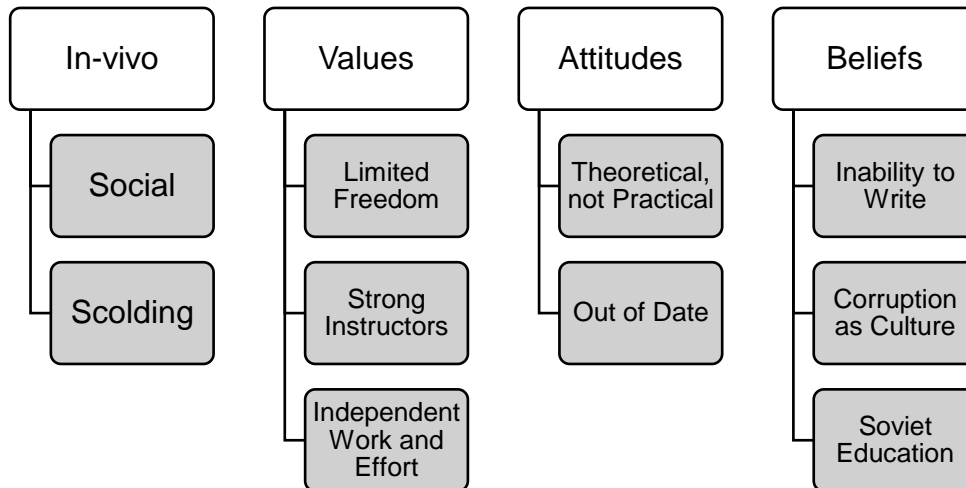 In-vivo
Social
Scolding
Values
Limited
Freedom
Strong
Instructors
Independent
Work and
Effort
Attitudes
Theoretical,
not Practical
Out of Date
Beliefs
Inability to
Write
Corruption
as Culture
Soviet
Education